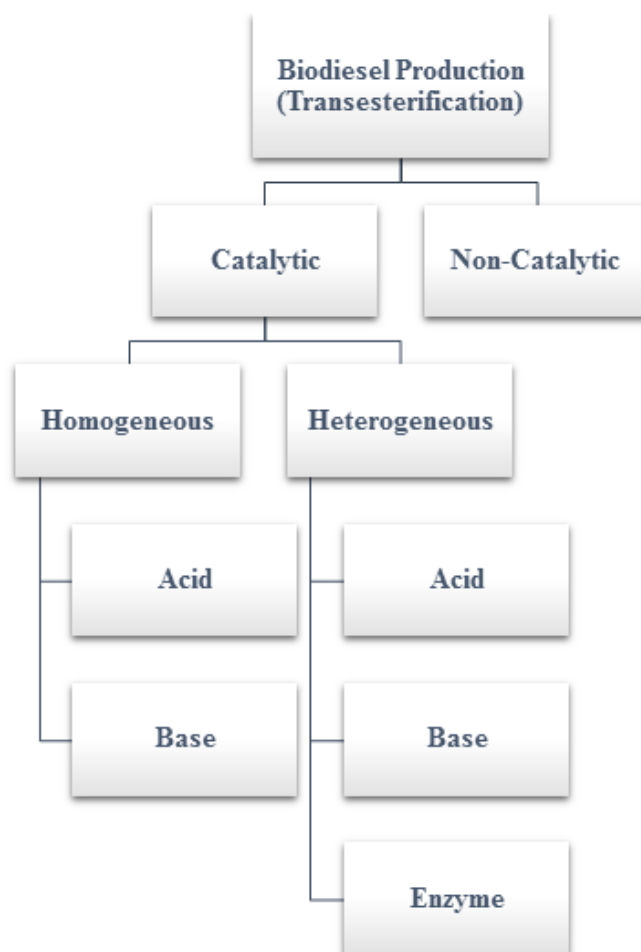 Biodiesel Production
(Transesterification)
Catalytic
Non-Catalytic
Homogeneous
Heterogeneous
Acid
Acid
Base
Base
Enzyme